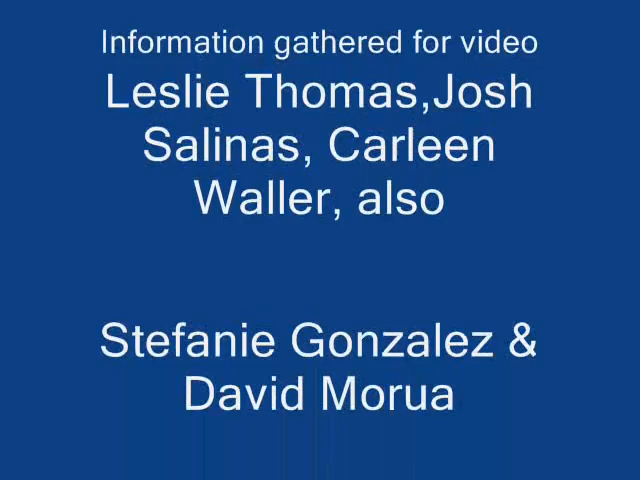 Information gathered for video
Leslie Thomas,Josh
Salinas, Carleen
Waller, also
Stefanie Gonzalez &
David Morua